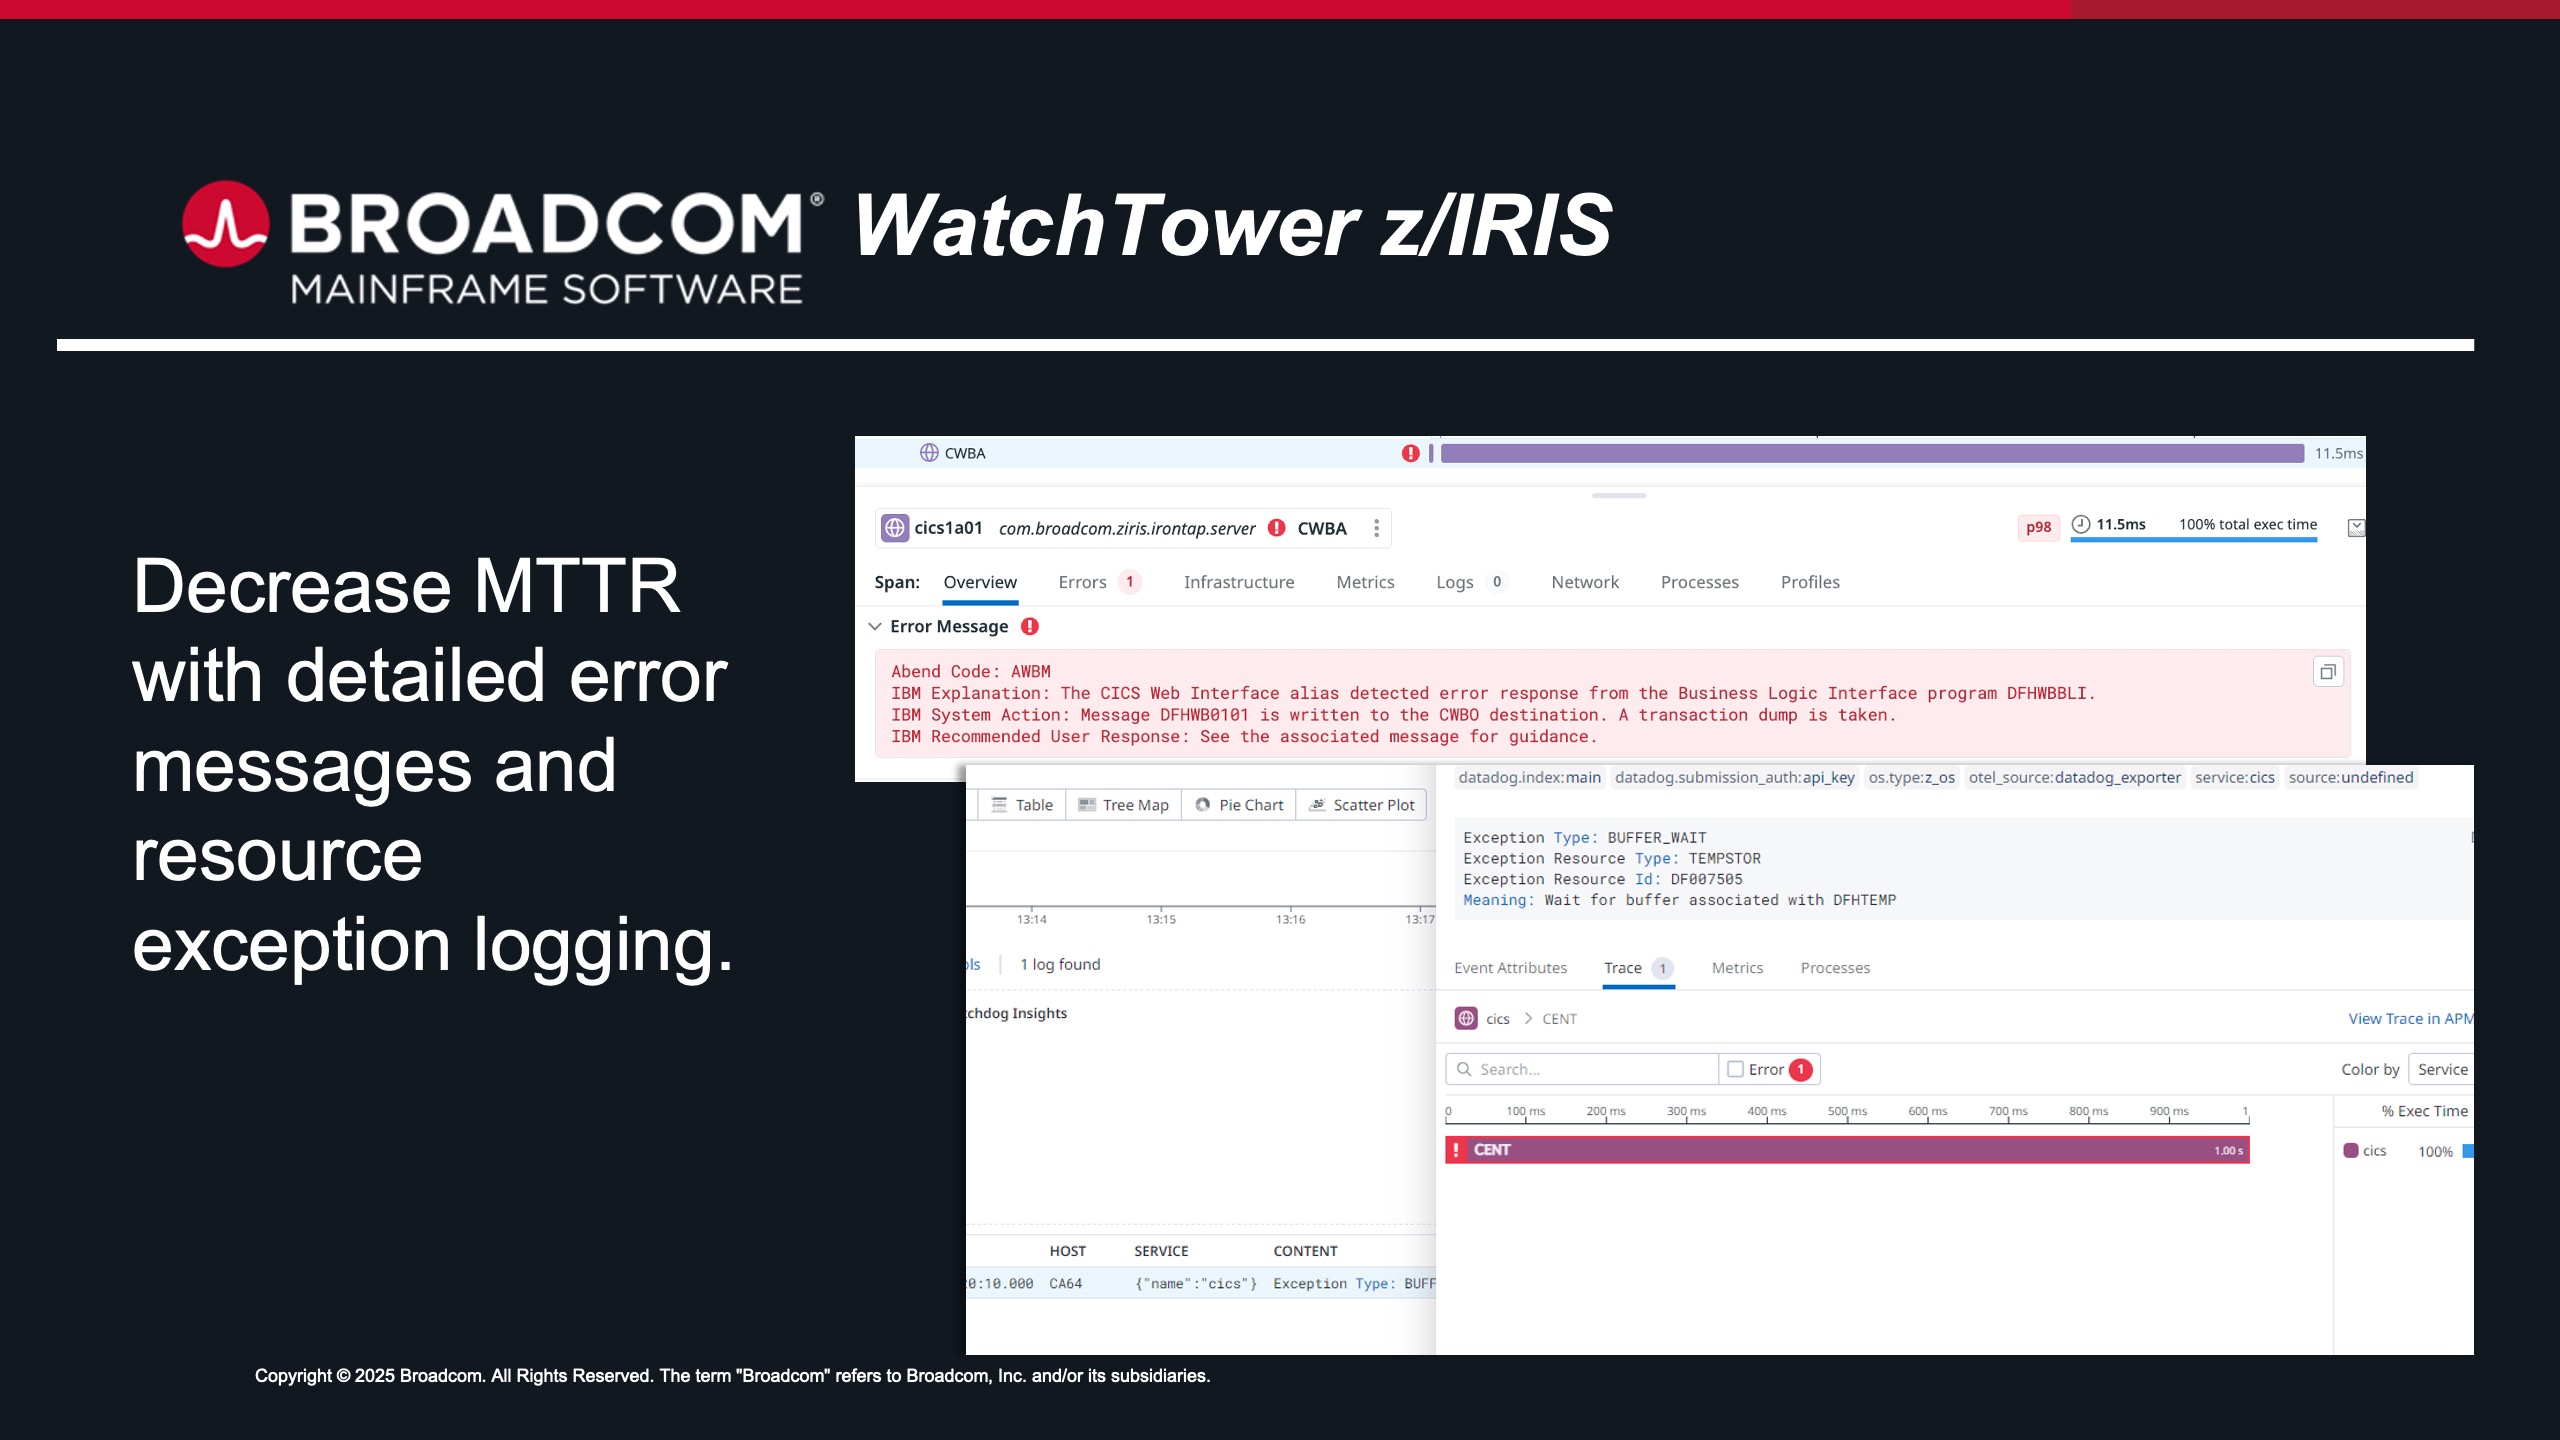 BROADCOM® WatchTower z/IRIS
MAINFRAME SOFTWARE
Decrease MTTR
with detailed error
messages and
resource
exception logging.
CWBA 11.5ms
cics1a01 com.broadcom.ziris.irontap.server CWBA p98 11.5ms 100% total exec time
Span: Overview Errors 1 Infrastructure Metrics Logs 0 Network Processes Profiles
Error Message
Abend Code: AWBM
IBM Explanation: The CICS Web Interface alias detected error response from the Business Logic Interface program DFHWBBLI.
IBM System Action: Message DFHWB0101 is written to the CWBO destination. A transaction dump is taken.
IBM Recommended User Response: See the associated message for guidance.
datadog.index:main datadog.submission_auth:api_key os.type:z_os otel_source:datadog_exporter service:cics source:undefined
Table Tree Map Pie Chart Scatter Plot
Exception Type: BUFFER_WAIT
Exception Resource Type: TEMPSTOR
Exception Resource Id: DF007505
Meaning: Wait for buffer associated with DFHTEMP
13:14 13:15 13:16 13:17
1 log found
Event Attributes Trace 1 Metrics Processes
chdog Insights
cics > CENT View Trace in APM
Search... Error 1 Color by Service
0 100 ms 200 ms 300 ms 400 ms 500 ms 600 ms 700 ms 800 ms 900 ms 1
% Exec Time
CENT 1.00 s
cics 100%
HOST SERVICE CONTENT
0:10.000 CA64 {"name":"cics"} Exception Type: BUFF
Copyright © 2025 Broadcom. All Rights Reserved. The term "Broadcom" refers to Broadcom, Inc. and/or its subsidiaries.